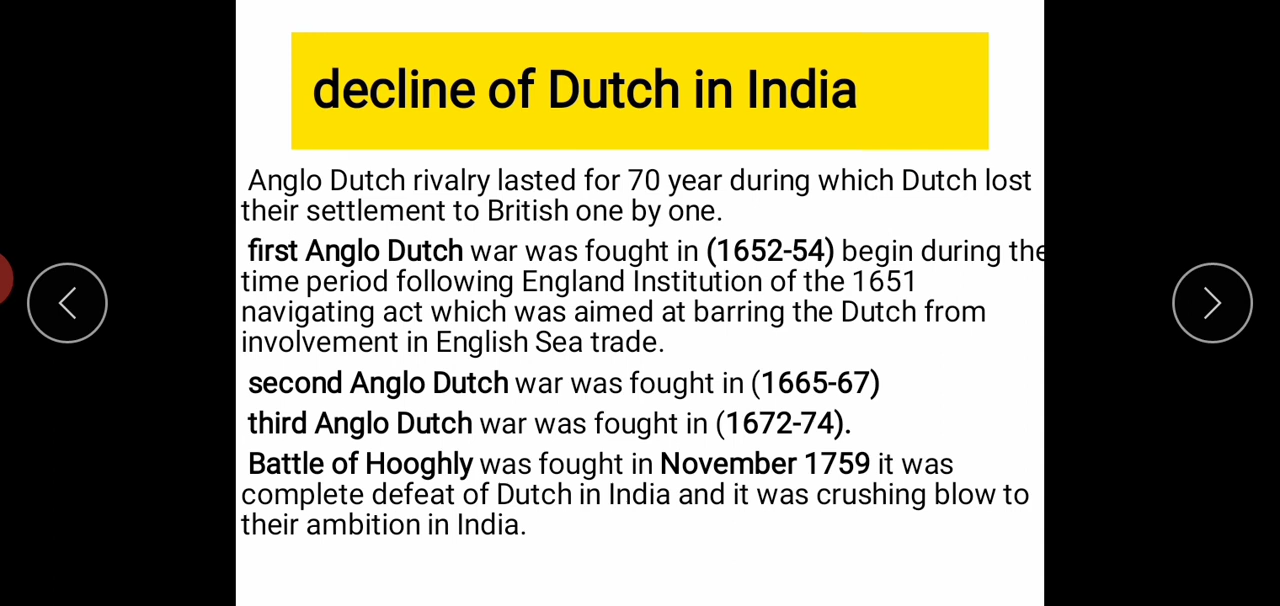 decline of Dutch in India
Anglo Dutch rivalry lasted for 70 year during which Dutch lost
their settlement to British one by one.
first Anglo Dutch war was fought in (1652-54) begin during the
time period following England Institution of the 1651
navigating act which was aimed at barring the Dutch from
involvement in English Sea trade.
second Anglo Dutch war was fought in (1665-67)
third Anglo Dutch war was fought in (1672-74).
Battle of Hooghly was fought in November 1759 it was
complete defeat of Dutch in India and it was crushing blow to
their ambition in India.